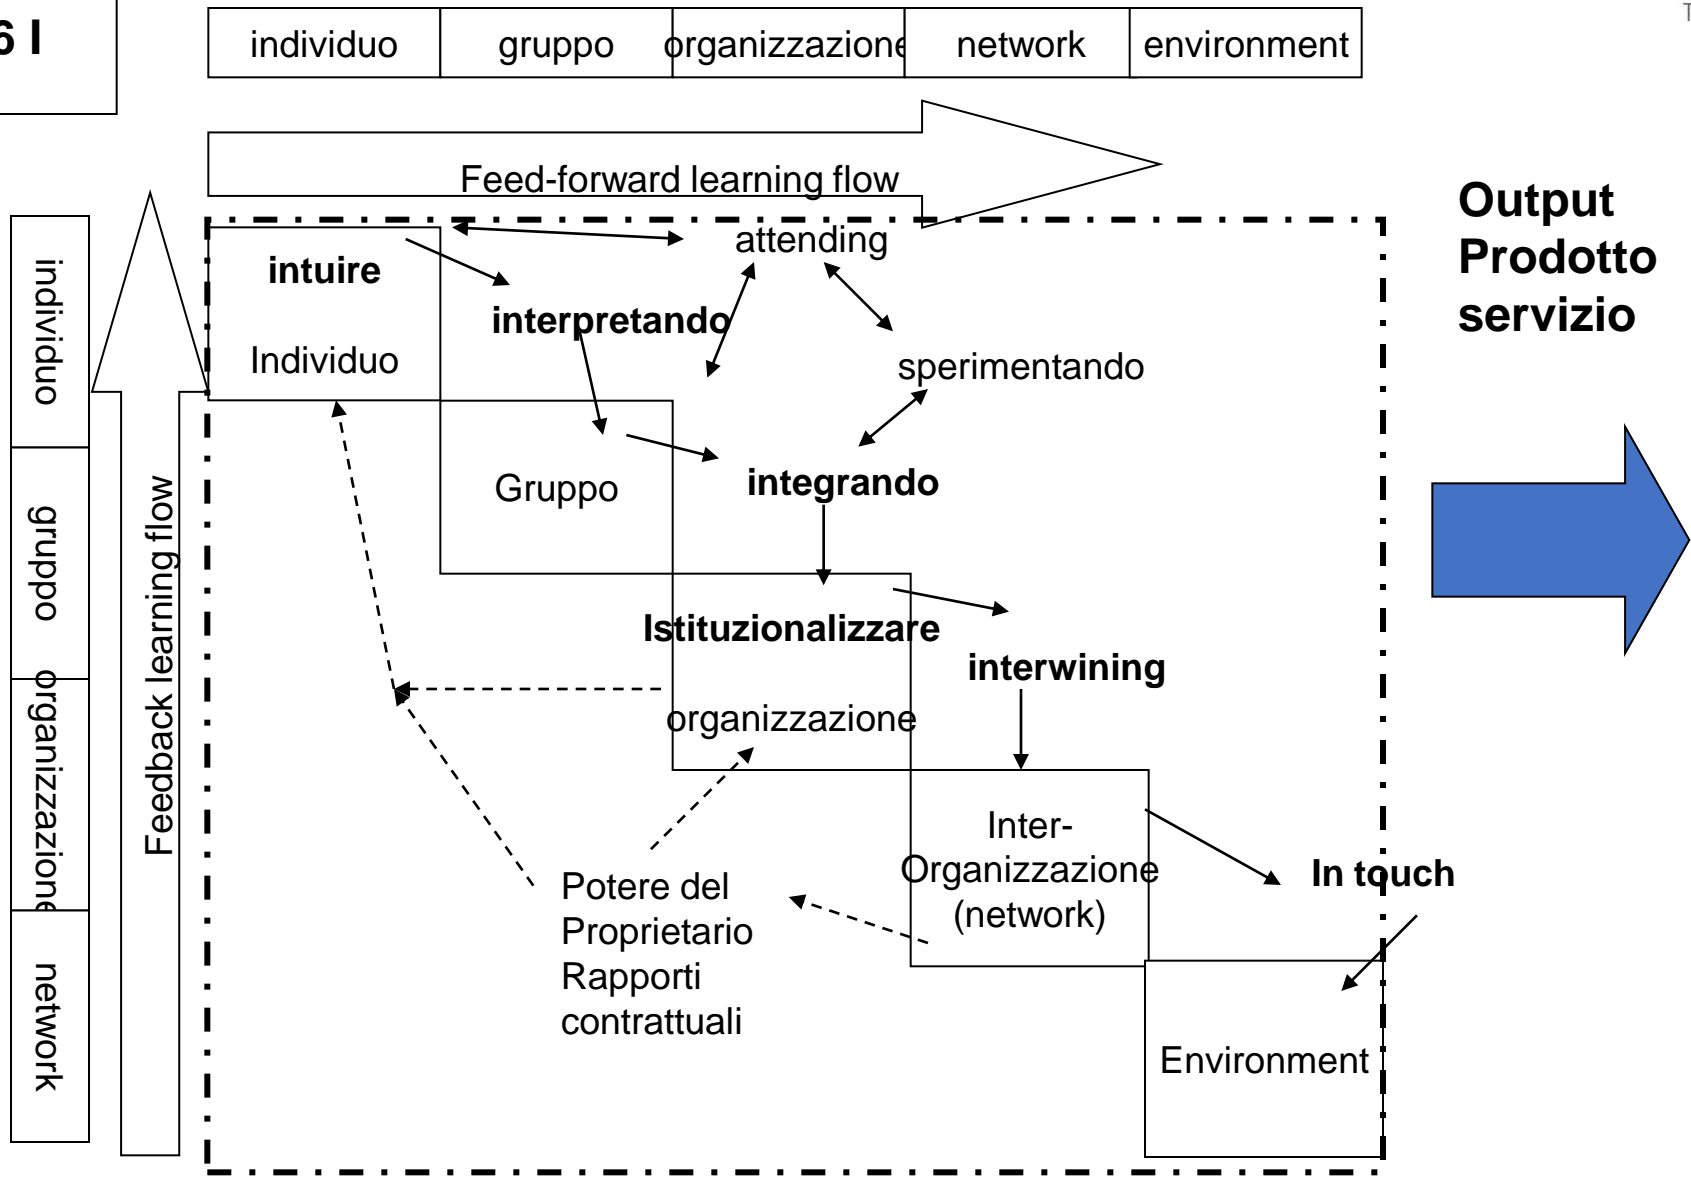 6 I
individuo
gruppo
organizzazione
network
environment
Feed-forward learning flow
individuo
gruppo
organizzazione
network
Feedback learning flow
intuire
Individuo
attending
interpretando
sperimentando
Gruppo
integrando
Istituzionalizzare
organizzazione
interwining
Inter-
Organizzazione
(network)
In touch
Potere del
Proprietario
Rapporti
contrattuali
Environment
Output
Prodotto
servizio